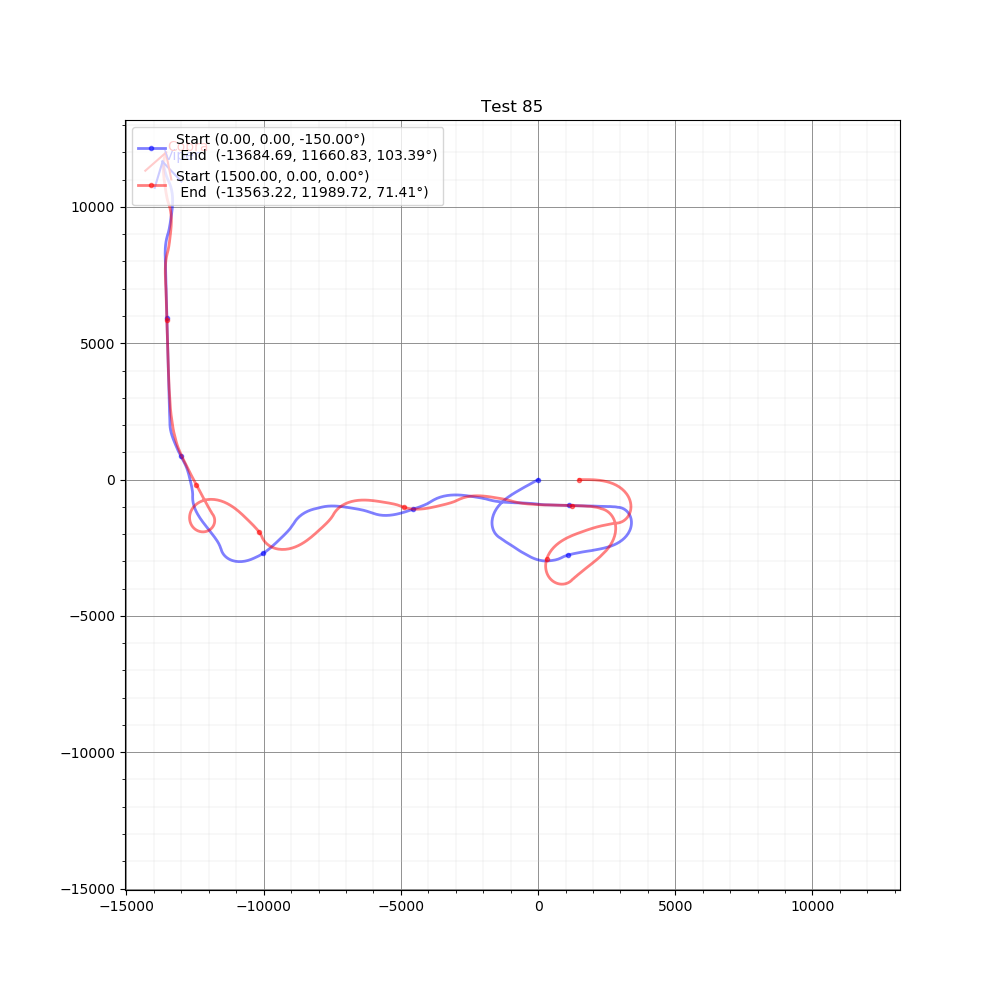 Test 85
Start (0.00, 0.00, -150.00°)
End (-13684.69, 11660.83, 103.39°)
Start (1500.00, 0.00, 0.00°)
End (-13563.22, 11989.72, 71.41°)
10000
5000
0
−5000
−10000
−15000
−15000
−10000
−5000
0
5000
10000